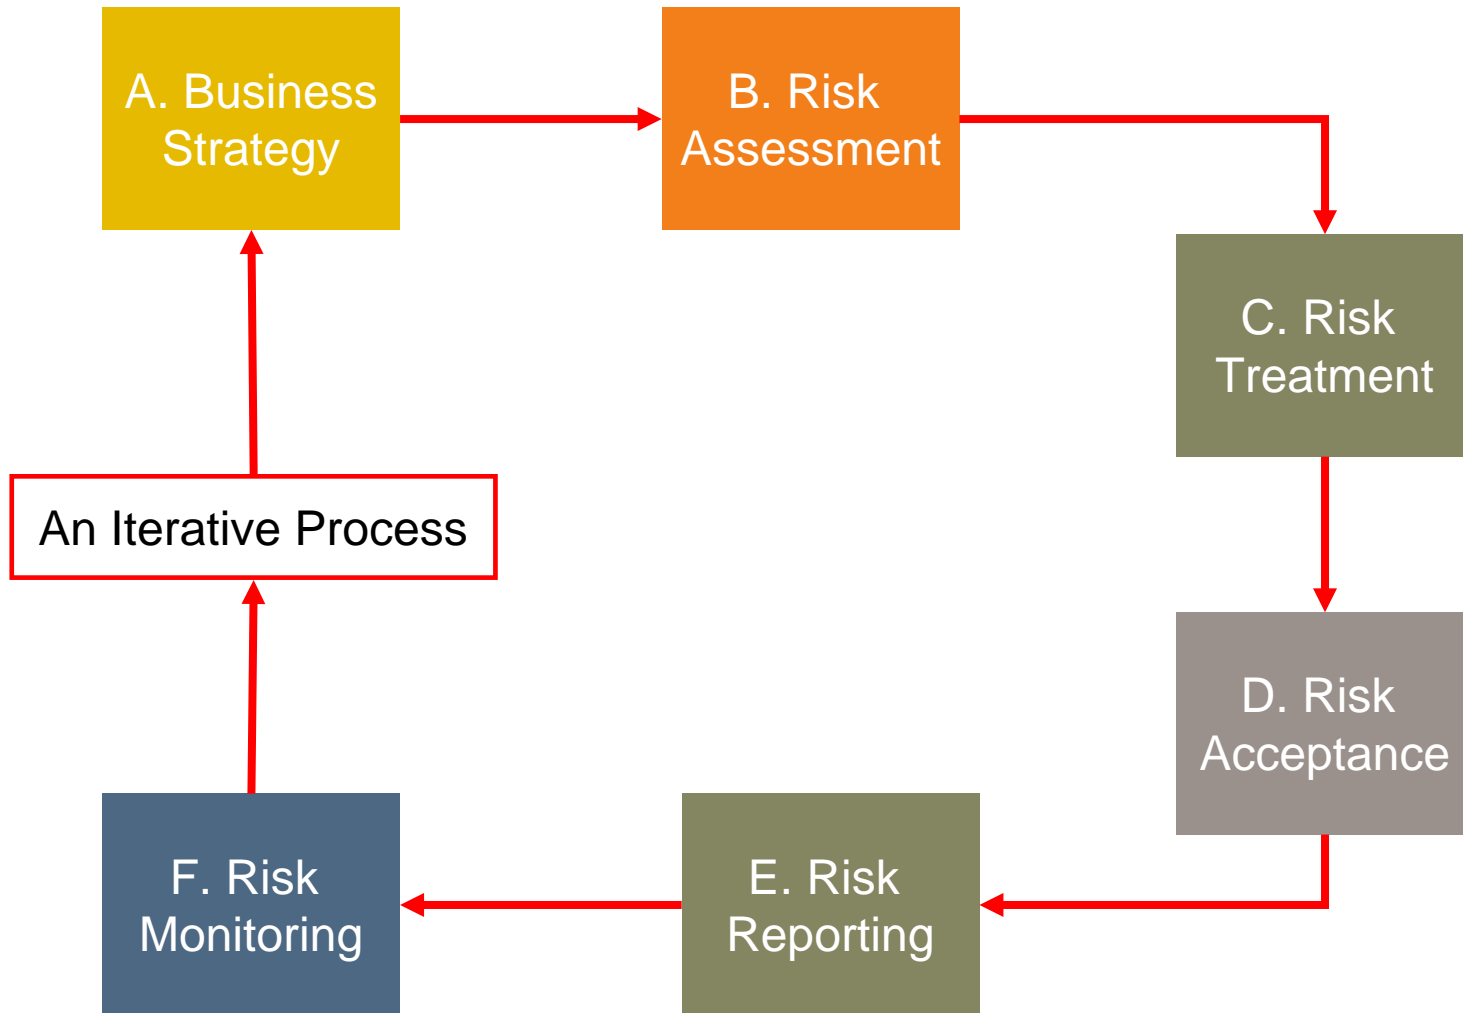 A. Business
Strategy
B. Risk
Assessment
C. Risk
Treatment
An Iterative Process
D. Risk
Acceptance
E. Risk
Reporting
F. Risk
Monitoring